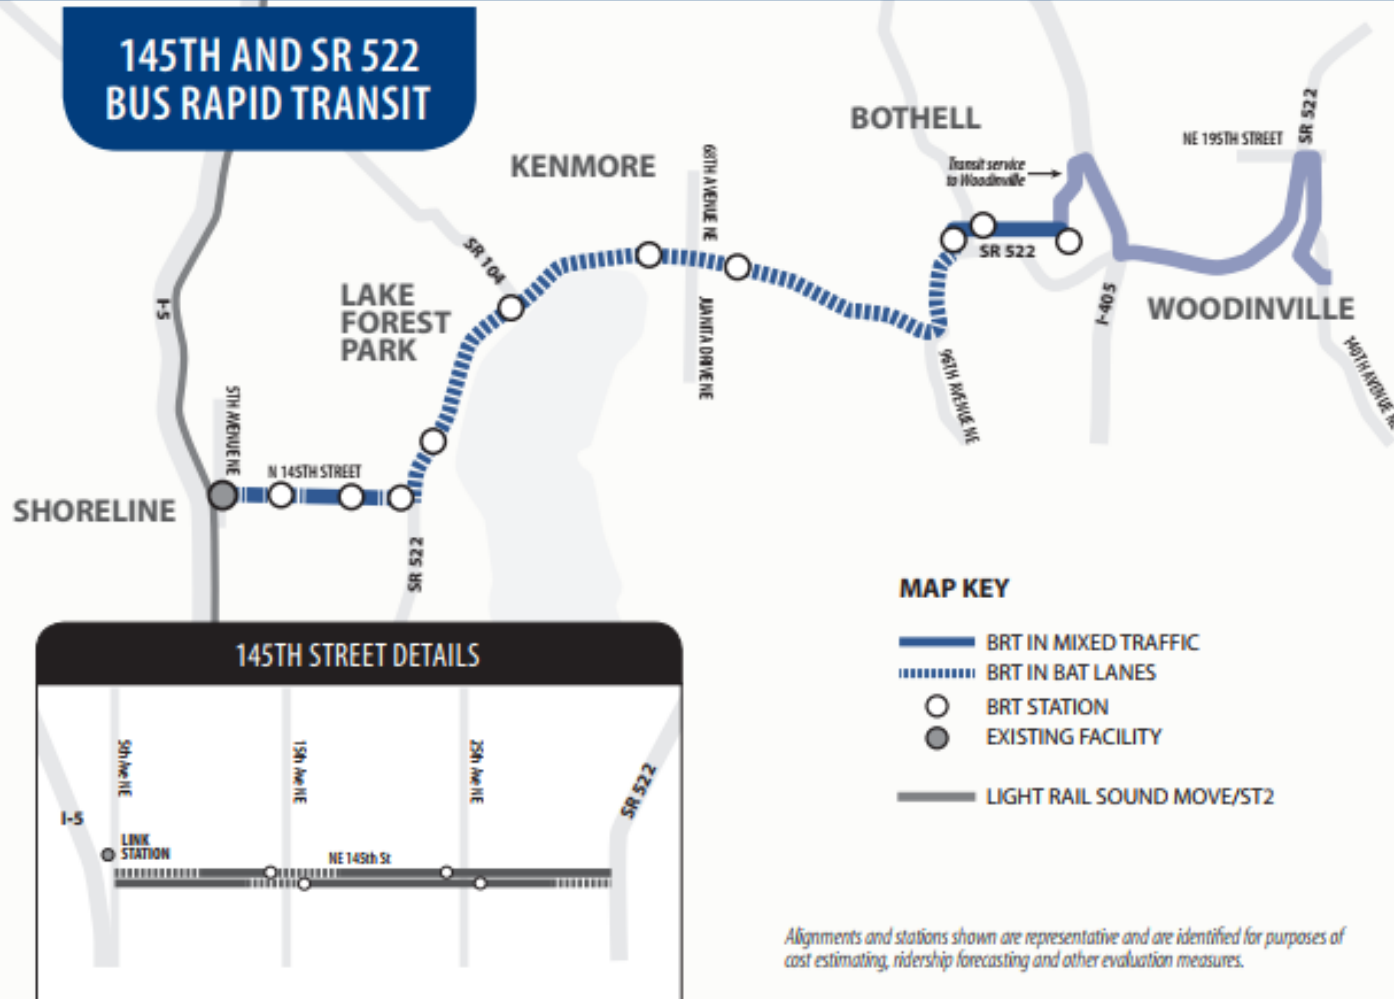 145TH AND SR 522
BUS RAPID TRANSIT
KENMORE
BOTHELL
68TH AVENUE NE
Transit service
to Woodinville
NE 195TH STREET
SR 522
SR 104
SR 522
LAKE
FOREST
PARK
I-5
JUANITA DRIVE NE
I-405
WOODINVILLE
96TH AVENUE NE
140TH AVENUE NE
5TH AVENUE NE
N 145TH STREET
SHORELINE
SR 522
MAP KEY
BRT IN MIXED TRAFFIC
BRT IN BAT LANES
BRT STATION
EXISTING FACILITY
LIGHT RAIL SOUND MOVE/ST2
145TH STREET DETAILS
5th Ave NE
15th Ave NE
25th Ave NE
SR 522
I-5
LINK
STATION
NE 145th St
Alignments and stations shown are representative and are identified for purposes of
cost estimating, ridership forecasting and other evaluation measures.